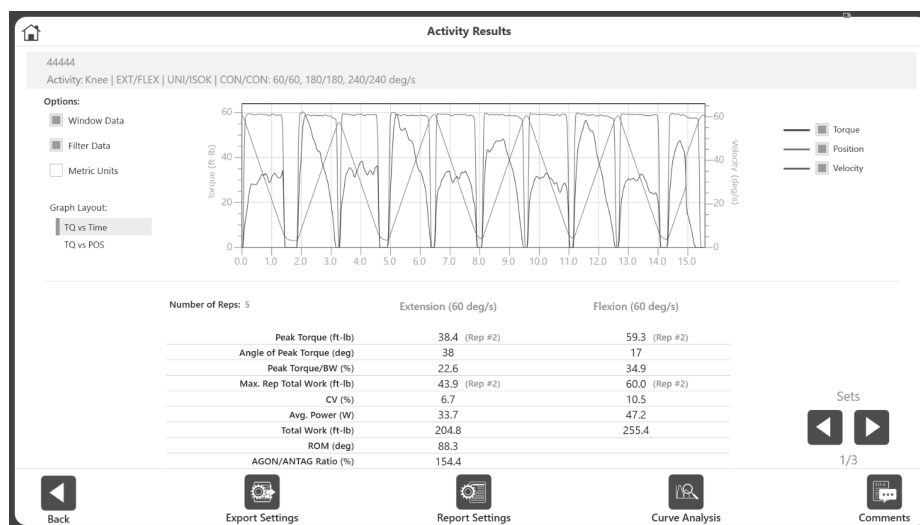 Activity Results
44444
Activity: Knee | EXT/FLEX | UNI/ISOK | CON/CON: 60/60, 180/180, 240/240 deg/s
Options:
Window Data
Filter Data
Metric Units
Graph Layout:
TQ vs Time
TQ vs POS
Torque (ft-lb)
60
40
20
0
0.0 1.0 2.0 3.0 4.0 5.0 6.0 7.0 8.0 9.0 10.0 11.0 12.0 13.0 14.0 15.0
60
40
20
0
Velocity (deg/s)
Torque
Position
Velocity
Number of Reps: 5 Extension (60 deg/s) Flexion (60 deg/s)
Peak Torque (ft-lb) 38.4 (Rep #2) 59.3 (Rep #2)
Angle of Peak Torque (deg) 38 17
Peak Torque/BW (%) 22.6 34.9
Max. Rep Total Work (ft-lb) 43.9 (Rep #2) 60.0 (Rep #2)
CV (%) 6.7 10.5
Avg. Power (W) 33.7 47.2
Total Work (ft-lb) 204.8 255.4
ROM (deg) 88.3
AGON/ANTAG Ratio (%) 154.4
Sets
1/3
Back
Export Settings
Report Settings
Curve Analysis
Comments